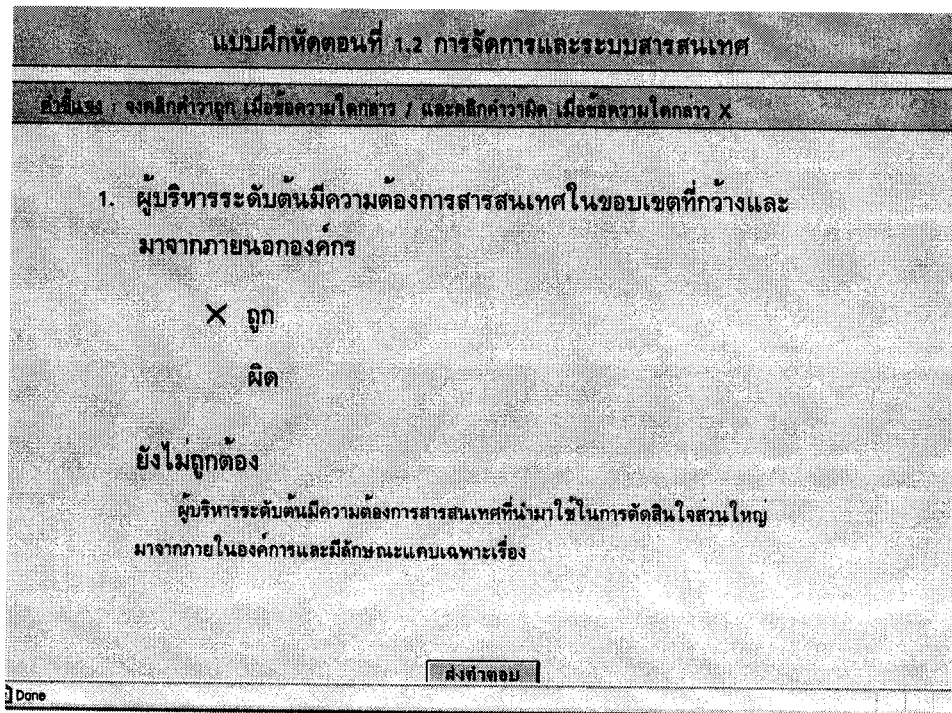 แบบฝึกหัดตอนที่ 1.2 การจัดการและระบบสารสนเทศ
คำชี้แจง : จงคลิกคำว่าถูก เมื่อข้อความใดกล่าว / และคลิกคำว่าผิด เมื่อข้อความใดกล่าว X
1. ผู้บริหารระดับต้นมีความต้องการสารสนเทศในขอบเขตที่กว้างและ
มาจากภายนอกองค์กร
X ถูก
ผิด
ยังไม่ถูกต้อง
ผู้บริหารระดับต้นมีความต้องการสารสนเทศที่นำมาใช้ในการตัดสินใจส่วนใหญ่
มาจากภายในองค์การและมีลักษณะแคบเฉพาะเรื่อง
ส่งคำตอบ
Done